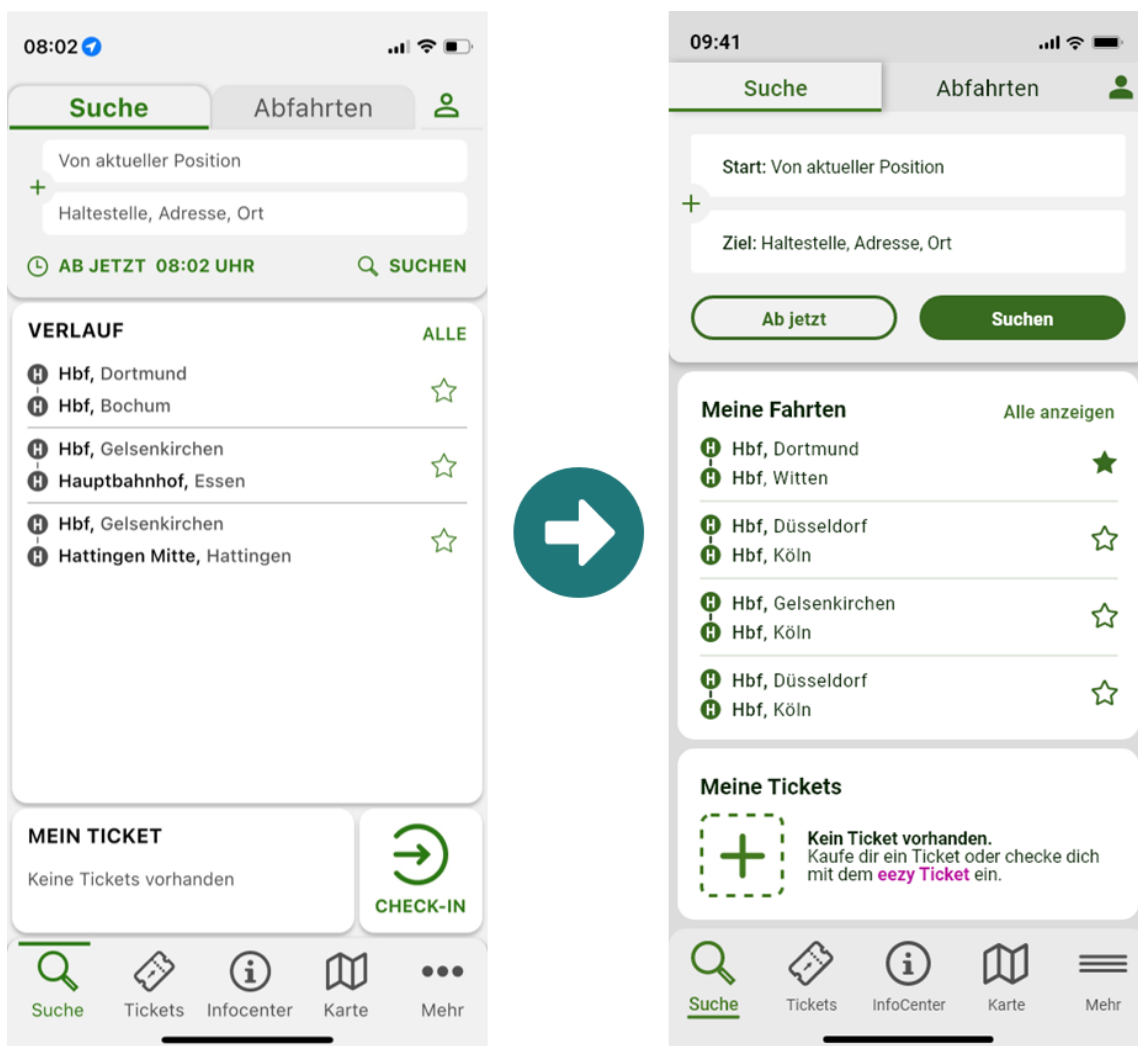 08:02
Suche Abfahrten
Von aktueller Position
+
Haltestelle, Adresse, Ort
AB JETZT 08:02 UHR SUCHEN
VERLAUF ALLE
H Hbf, Dortmund
H Hbf, Bochum
H Hbf, Gelsenkirchen
H Hauptbahnhof, Essen
H Hbf, Gelsenkirchen
H Hattingen Mitte, Hattingen
MEIN TICKET
Keine Tickets vorhanden
CHECK-IN
Suche Tickets Infocenter Karte Mehr
09:41
Suche Abfahrten
Start: Von aktueller Position
+
Ziel: Haltestelle, Adresse, Ort
Ab jetzt Suchen
Meine Fahrten Alle anzeigen
H Hbf, Dortmund
H Hbf, Witten
H Hbf, Düsseldorf
H Hbf, Köln
H Hbf, Gelsenkirchen
H Hbf, Köln
H Hbf, Düsseldorf
H Hbf, Köln
Meine Tickets
Kein Ticket vorhanden.
Kaufe dir ein Ticket oder checke dich
mit dem eezy Ticket ein.
Suche Tickets InfoCenter Karte Mehr